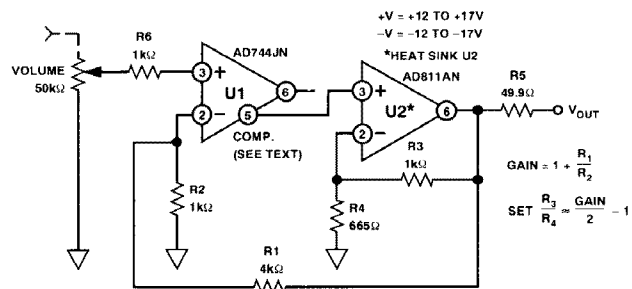 +V = +12 TO +17V
−V = −12 TO −17V
*HEAT SINK U2
R6
1kΩ
AD744JN
AD811AN
VOLUME
50kΩ
3
+
U1
6
2
−
5
COMP.
(SEE TEXT)
3
+
U2*
6
2
−
R5
49.9Ω
VOUT
R3
1kΩ
GAIN = 1 + R1/R2
R2
1kΩ
R4
665Ω
SET R3/R4 ≈ GAIN/2 − 1
R1
4kΩ